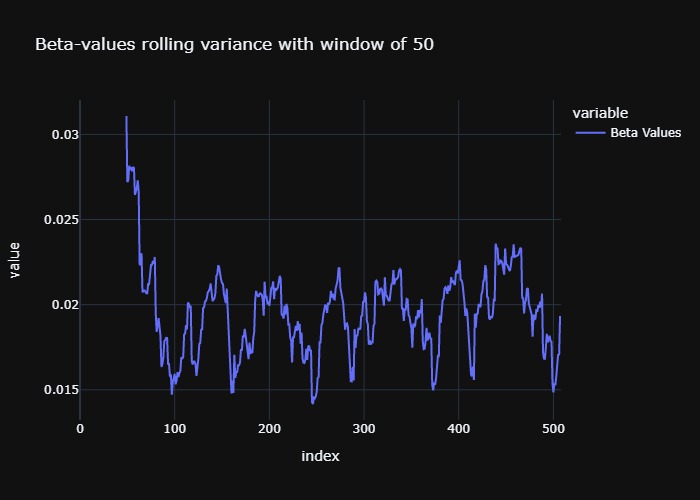 Beta-values rolling variance with window of 50
variable
Beta Values
0.03
0.025
0.02
0.015
value
0
100
200
300
400
500
index